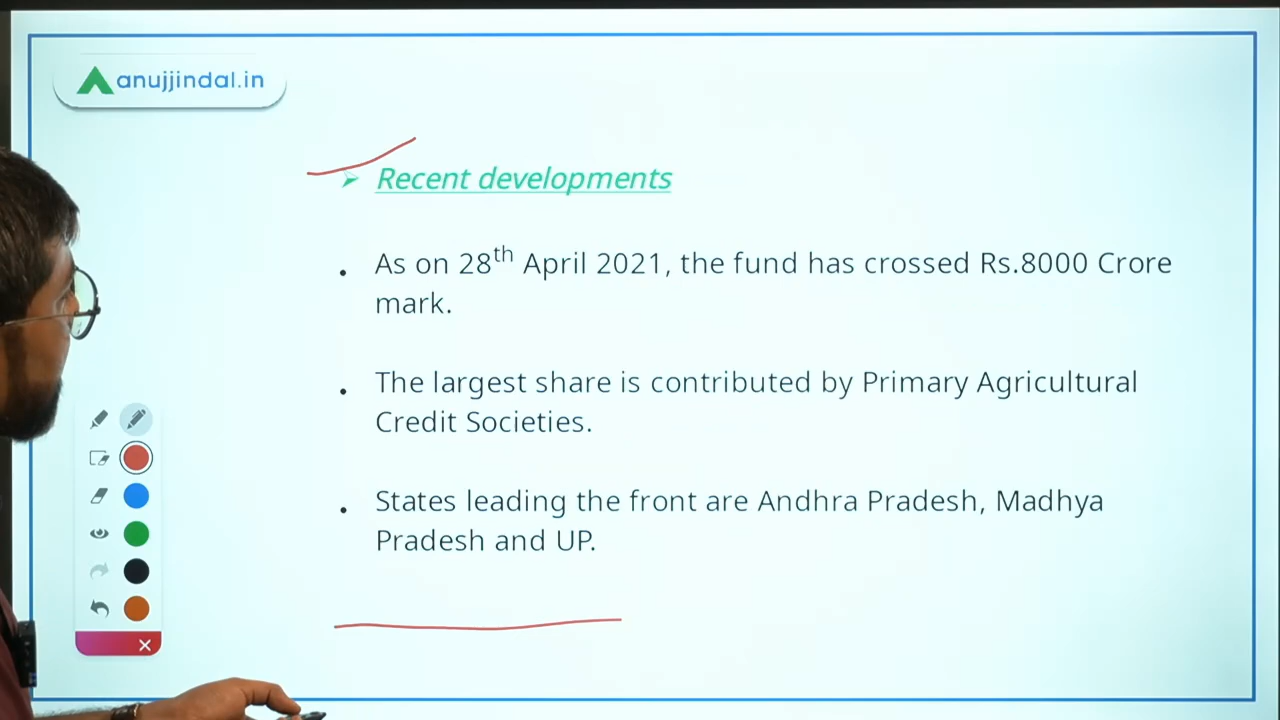 anujjindal.in
Recent developments
As on 28th April 2021, the fund has crossed Rs.8000 Crore
mark.
The largest share is contributed by Primary Agricultural
Credit Societies.
States leading the front are Andhra Pradesh, Madhya
Pradesh and UP.